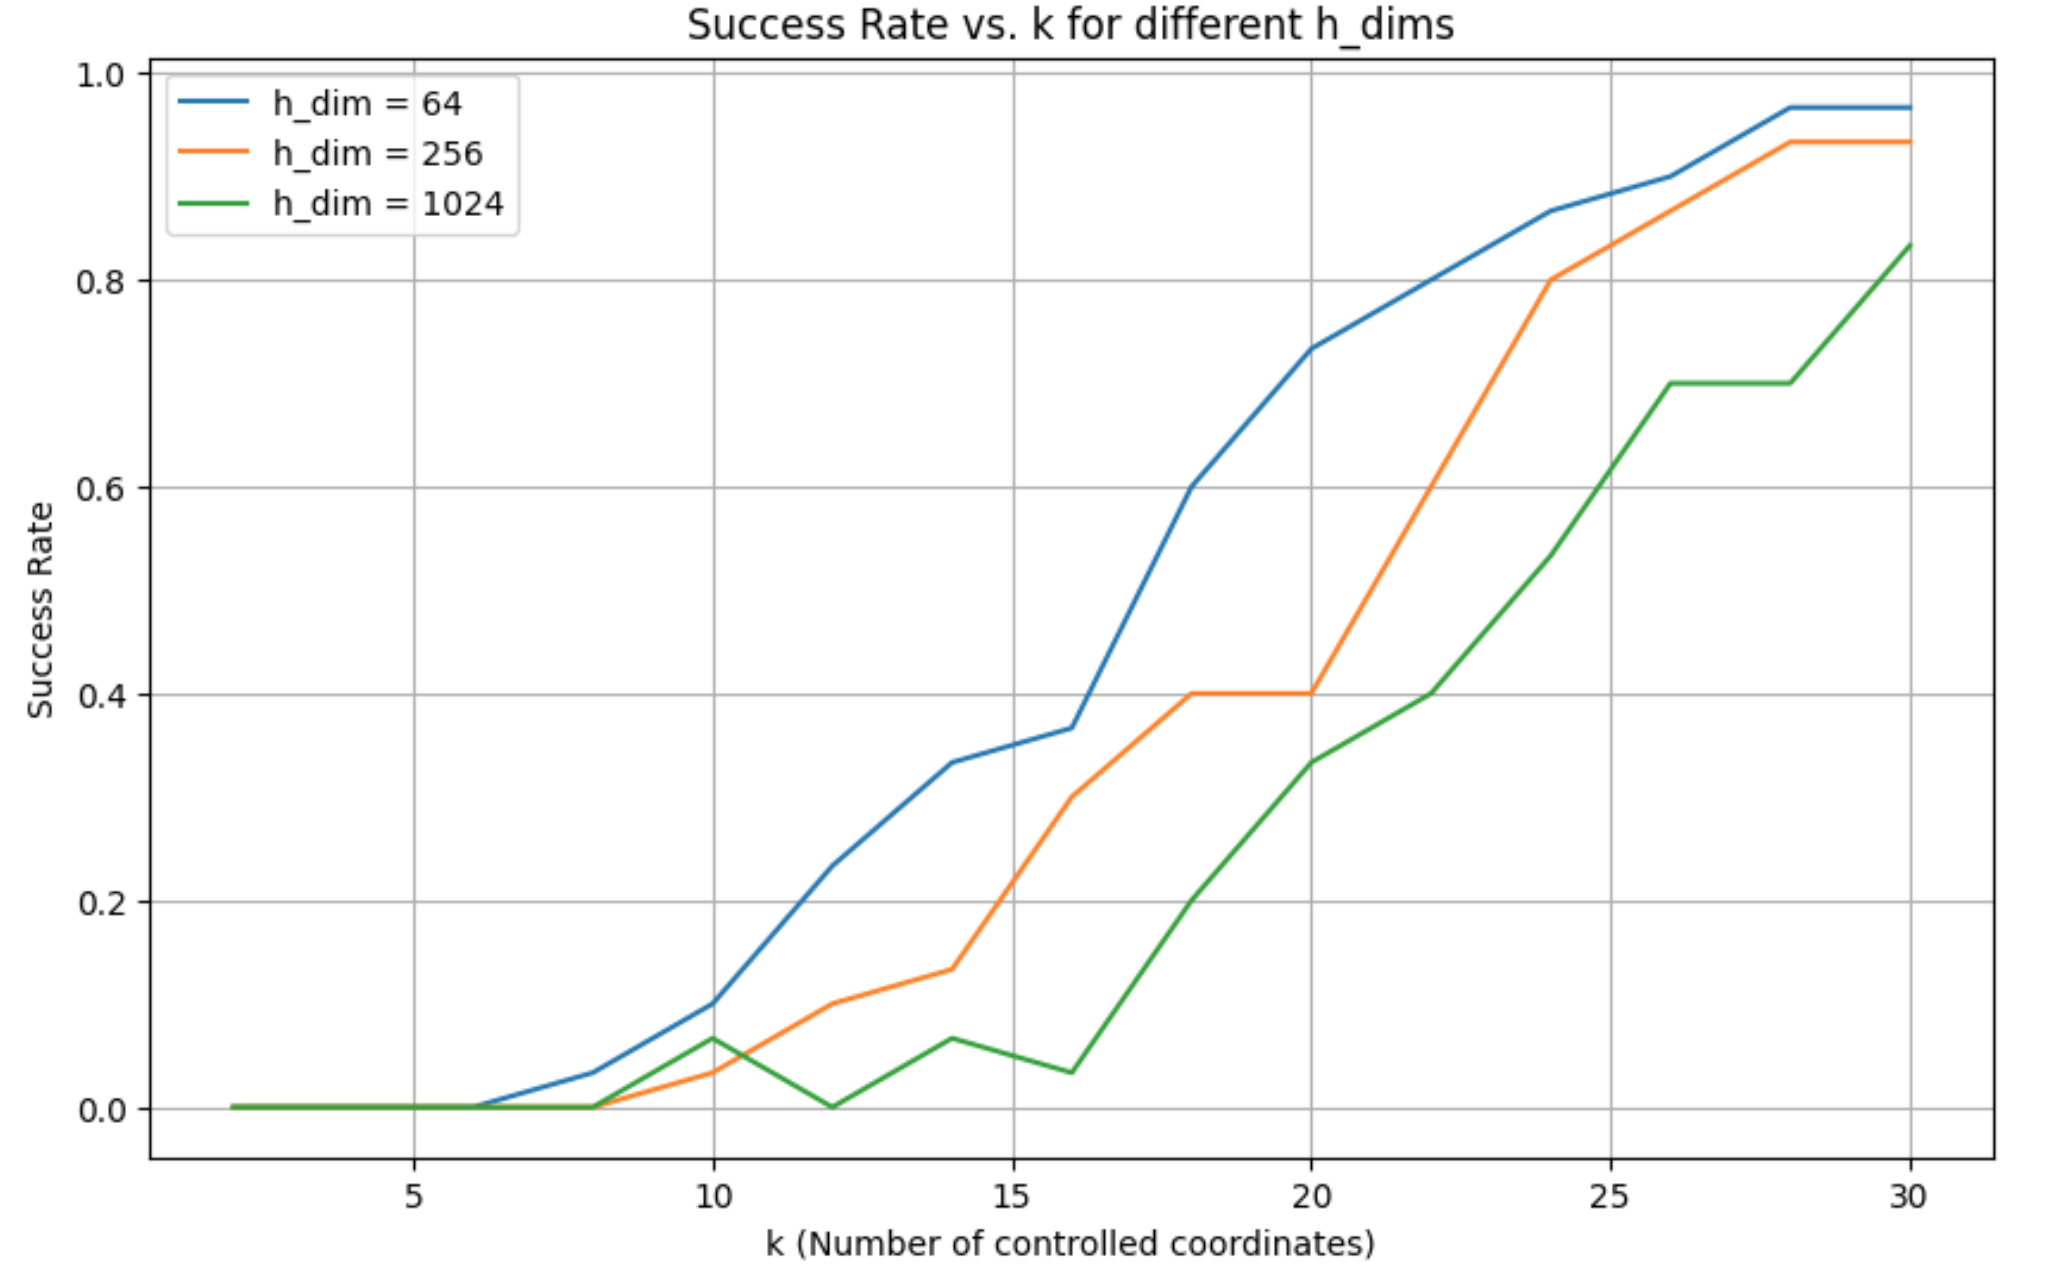 Success Rate vs. k for different h_dims
h_dim = 64
h_dim = 256
h_dim = 1024
Success Rate
1.0
0.8
0.6
0.4
0.2
0.0
5 10 15 20 25 30
k (Number of controlled coordinates)